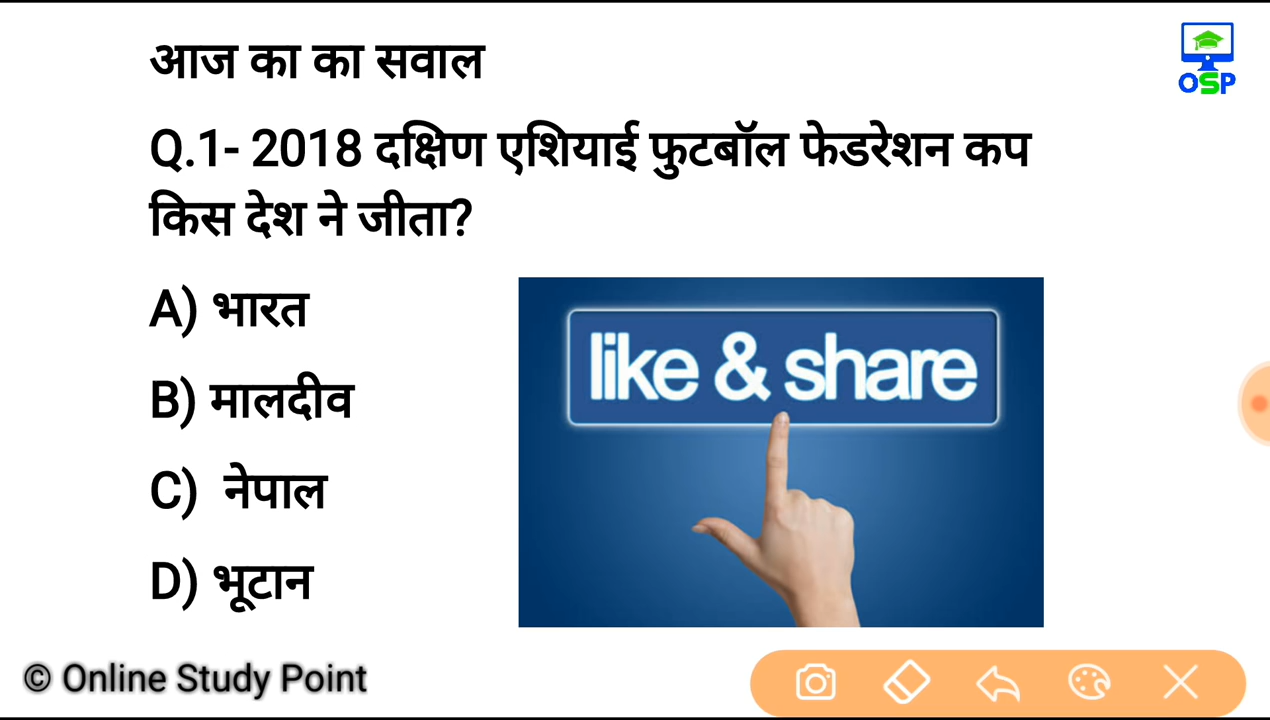 आज का का सवाल
OSP
Q.1- 2018 दक्षिण एशियाई फुटबॉल फेडरेशन कप
किस देश ने जीता?
A) भारत
like & share
B) मालदीव
C) नेपाल
D) भूटान
© Online Study Point